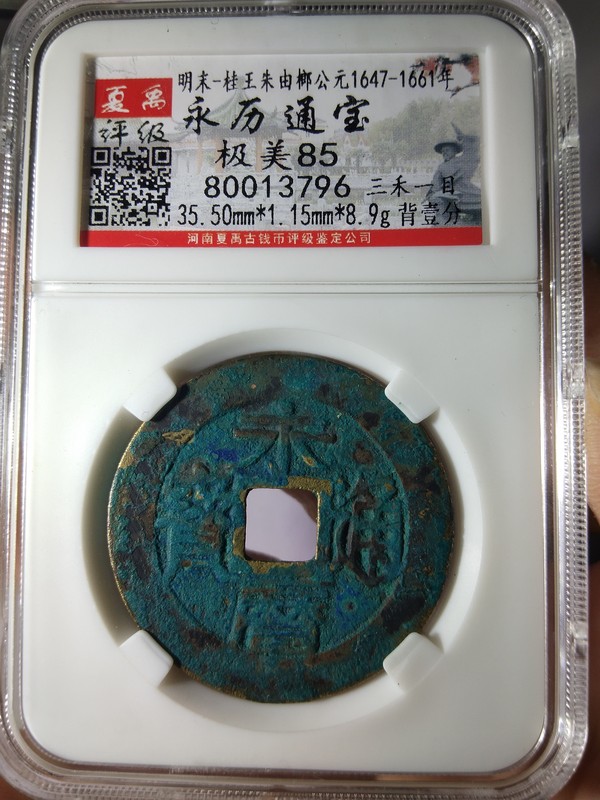 夏禹
评级
明末-桂王朱由榔公元1647-1661年
永历通宝
极美85
80013796 三禾一目
35.50mm*1.15mm*8.9g 背壹分
河南夏禹古钱币评级鉴定公司
永曆通寳